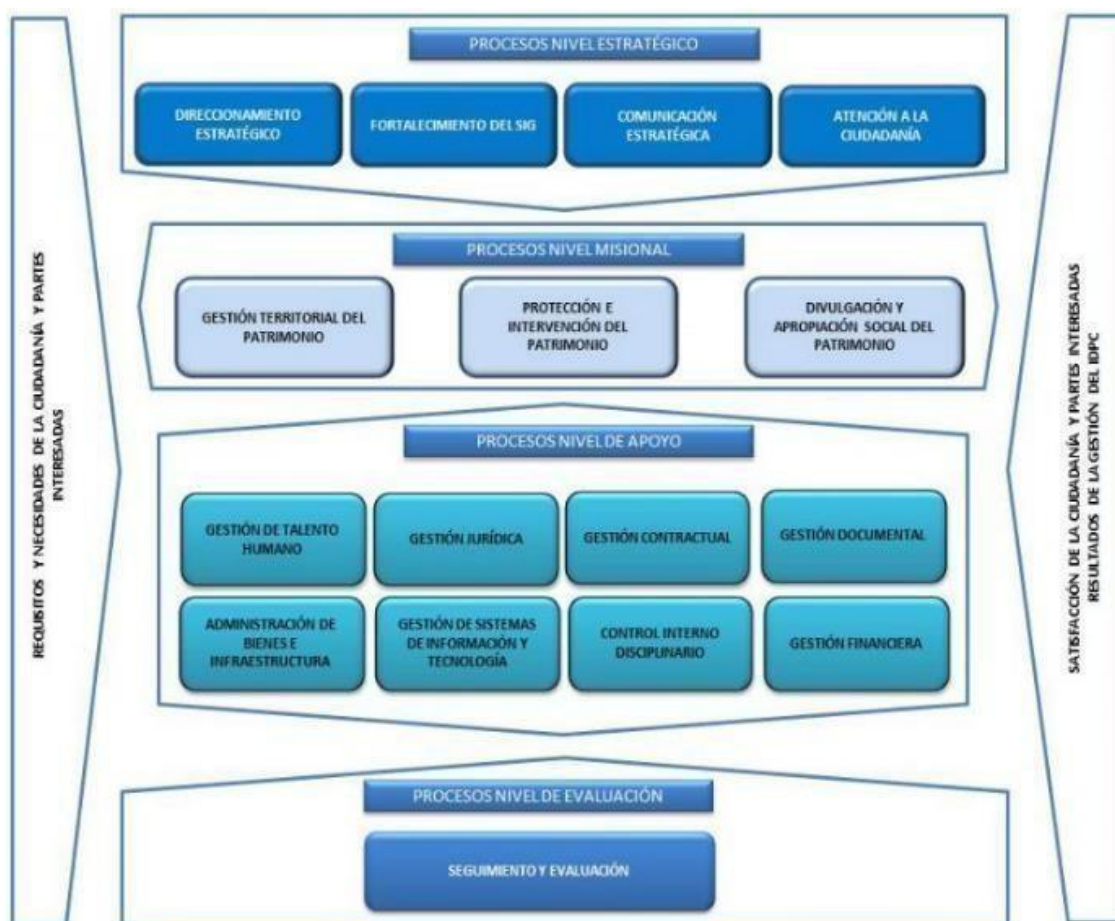 PROCESOS NIVEL ESTRATÉGICO
DIRECCIONAMIENTO
ESTRATÉGICO
FORTALECIMIENTO DEL SIG
COMUNICACIÓN
ESTRATÉGICA
ATENCIÓN A LA
CIUDADANÍA
REQUISITOS Y NECESIDADES DE LA CIUDADANÍA Y PARTES
INTERESADAS
PROCESOS NIVEL MISIONAL
GESTIÓN TERRITORIAL DEL
PATRIMONIO
PROTECCIÓN E
INTERVENCIÓN DEL
PATRIMONIO
DIVULGACIÓN Y
APROPIACIÓN SOCIAL DEL
PATRIMONIO
PROCESOS NIVEL DE APOYO
GESTIÓN DE TALENTO
HUMANO
GESTIÓN JURÍDICA
GESTIÓN CONTRACTUAL
GESTIÓN DOCUMENTAL
ADMINISTRACIÓN DE
BIENES E
INFRAESTRUCTURA
GESTIÓN DE SISTEMAS
DE INFORMACIÓN Y
TECNOLOGÍA
CONTROL INTERNO
DISCIPLINARIO
GESTIÓN FINANCIERA
PROCESOS NIVEL DE EVALUACIÓN
SEGUIMIENTO Y EVALUACIÓN
SATISFACCIÓN DE LA CIUDADANÍA Y PARTES INTERESADAS
RESULTADOS DE LA GESTIÓN DEL IDPC